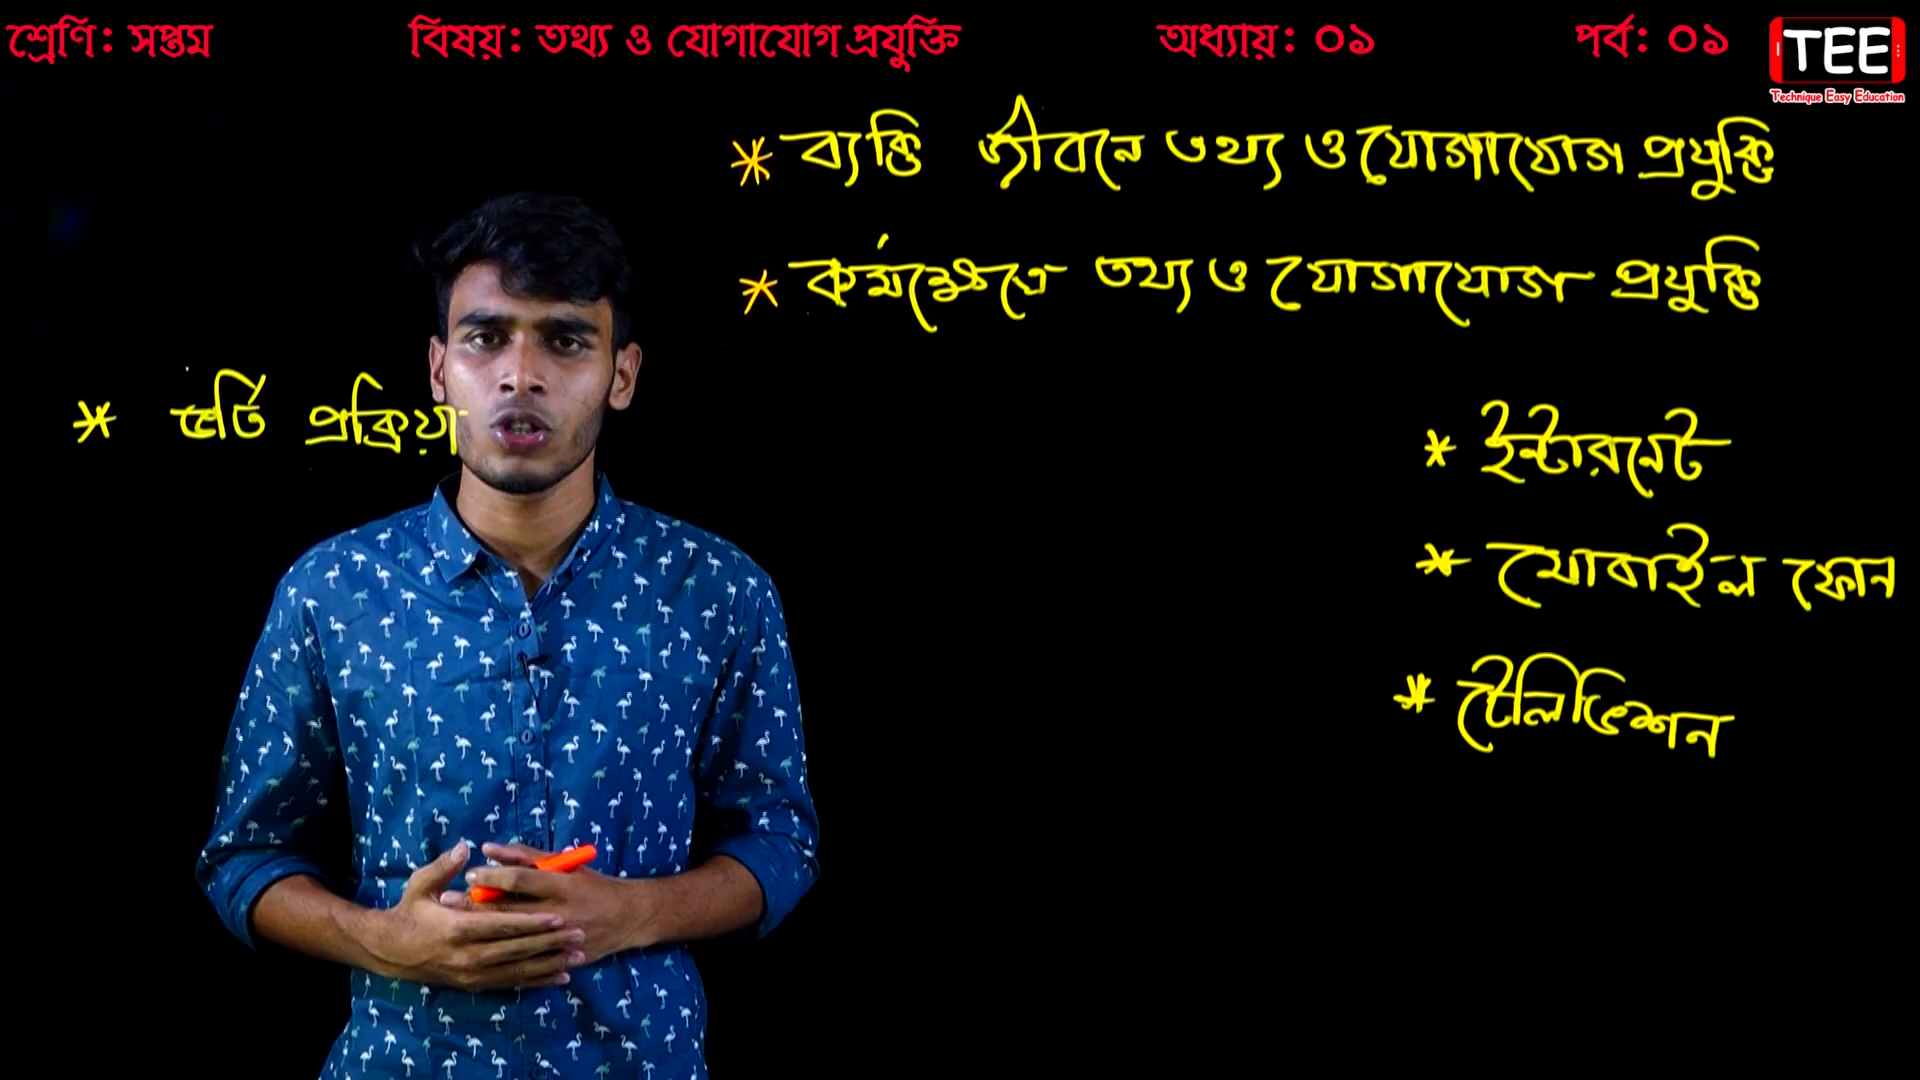 শ্রেণি: সপ্তম বিষয়: তথ্য ও যোগাযোগ প্রযুক্তি অধ্যায়: ০১ পর্ব: ০১
TEE
Technique Easy Education
* ব্যক্তি জীবনে তথ্য ও যোগাযোগ প্রযুক্তি
* কর্মক্ষেত্রে তথ্য ও যোগাযোগ প্রযুক্তি
* ভর্তি প্রক্রিয়া
* ইন্টারনেট
* মোবাইল ফোন
* টেলিভিশন